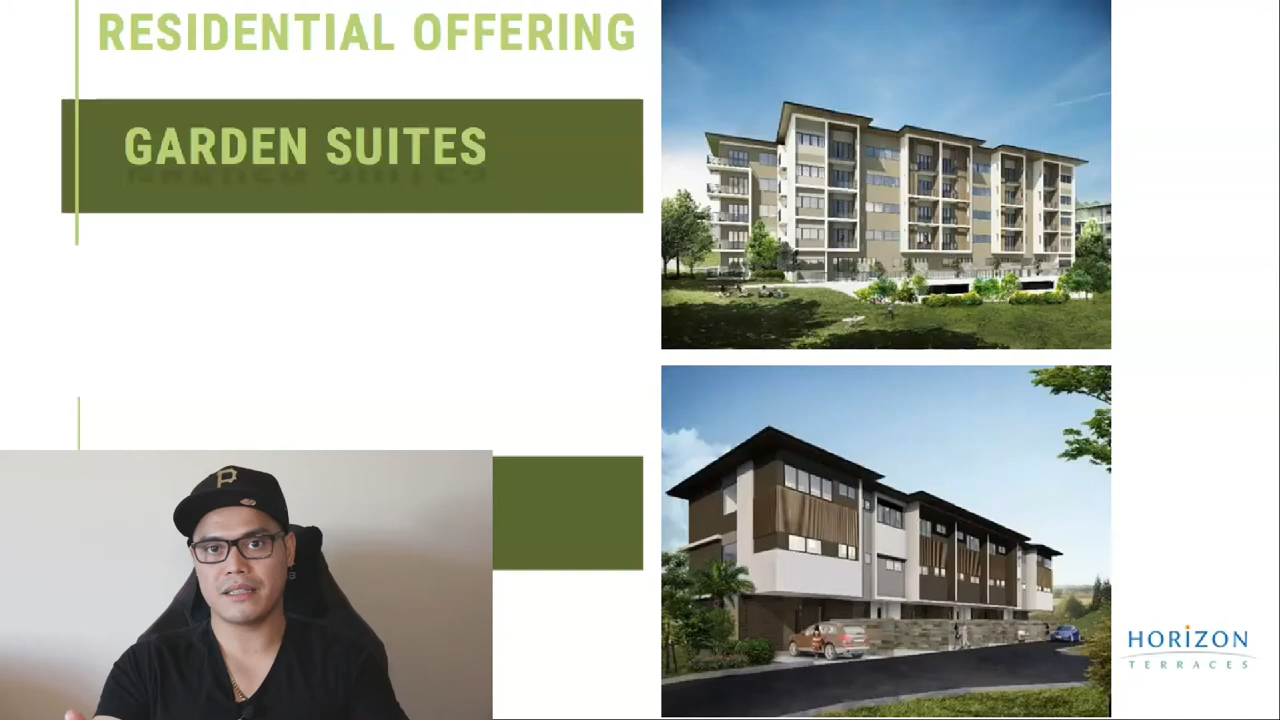 RESIDENTIAL OFFERING
GARDEN SUITES
P
HORIZON
TERRACES